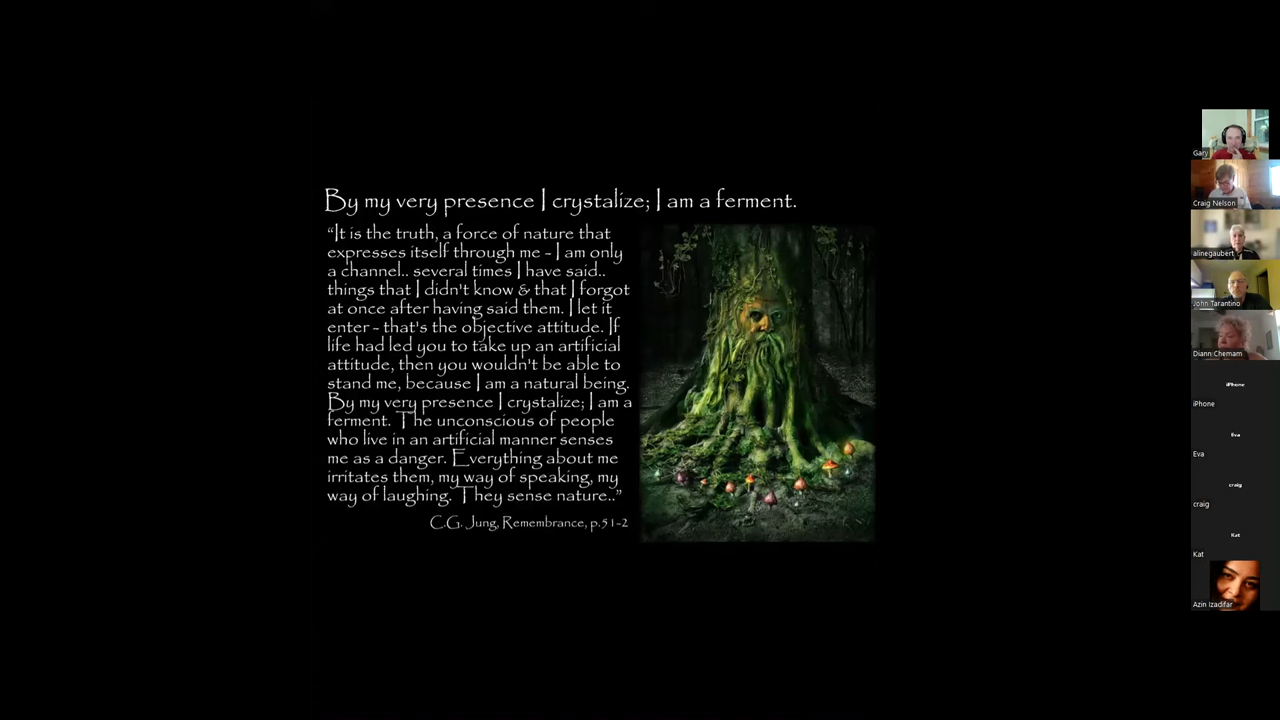 By my very presence I crystalize; I am a ferment.
“It is the truth, a force of nature that
expresses itself through me - I am only
a channel.. several times I have said..
things that I didn't know & that I forgot
at once after having said them. I let it
enter - that's the objective attitude. If
life had led you to take up an artificial
attitude, then you wouldn't be able to
stand me, because I am a natural being.
By my very presence I crystalize; I am a
ferment. The unconscious of people
who live in an artificial manner senses
me as a danger. Everything about me
irritates them, my way of speaking, my
way of laughing. They sense nature..”
C.G. Jung, Remembrance, p.51-2
Gary
Craig Nelson
alinegaubert
John Tarantino
Diann Chemam
iPhone
iPhone
Eva
Eva
craig
craig
Kat
Kat
Azin Izadifar